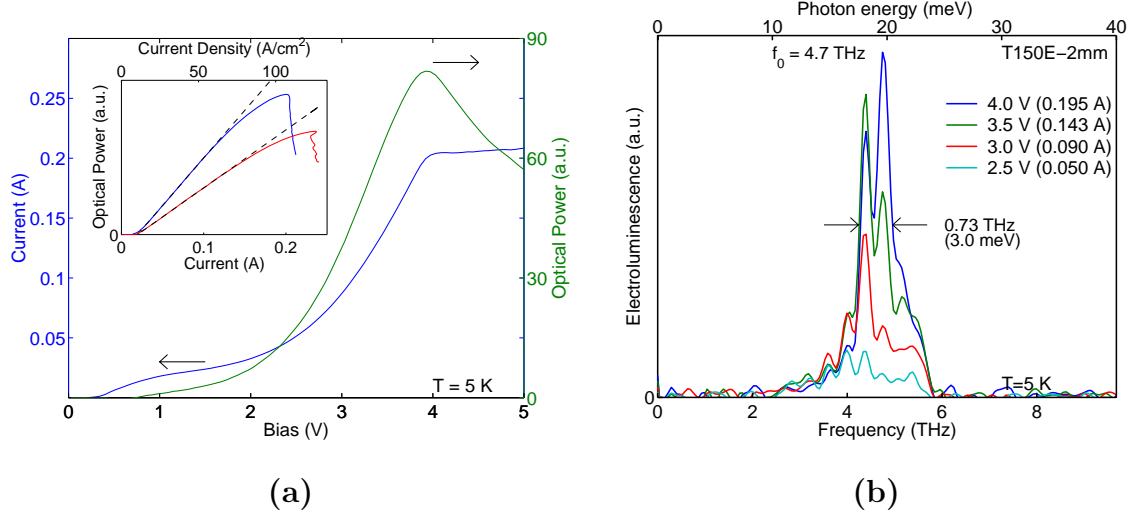 90
60
30
0
Optical Power (a.u.)
0.25
0.2
0.15
0.1
0.05
Current (A)
0
1
2
3
4
5
Bias (V)
T = 5 K
Current Density (A/cm²)
0
50
100
Optical Power (a.u.)
0
0
0.1
0.2
Current (A)
(a)
Photon energy (meV)
0
10
20
30
40
f₀ = 4.7 THz
T150E−2mm
4.0 V (0.195 A)
3.5 V (0.143 A)
3.0 V (0.090 A)
2.5 V (0.050 A)
0.73 THz
(3.0 meV)
Electroluminescence (a.u.)
0
T=5 K
0
2
4
6
8
Frequency (THz)
(b)